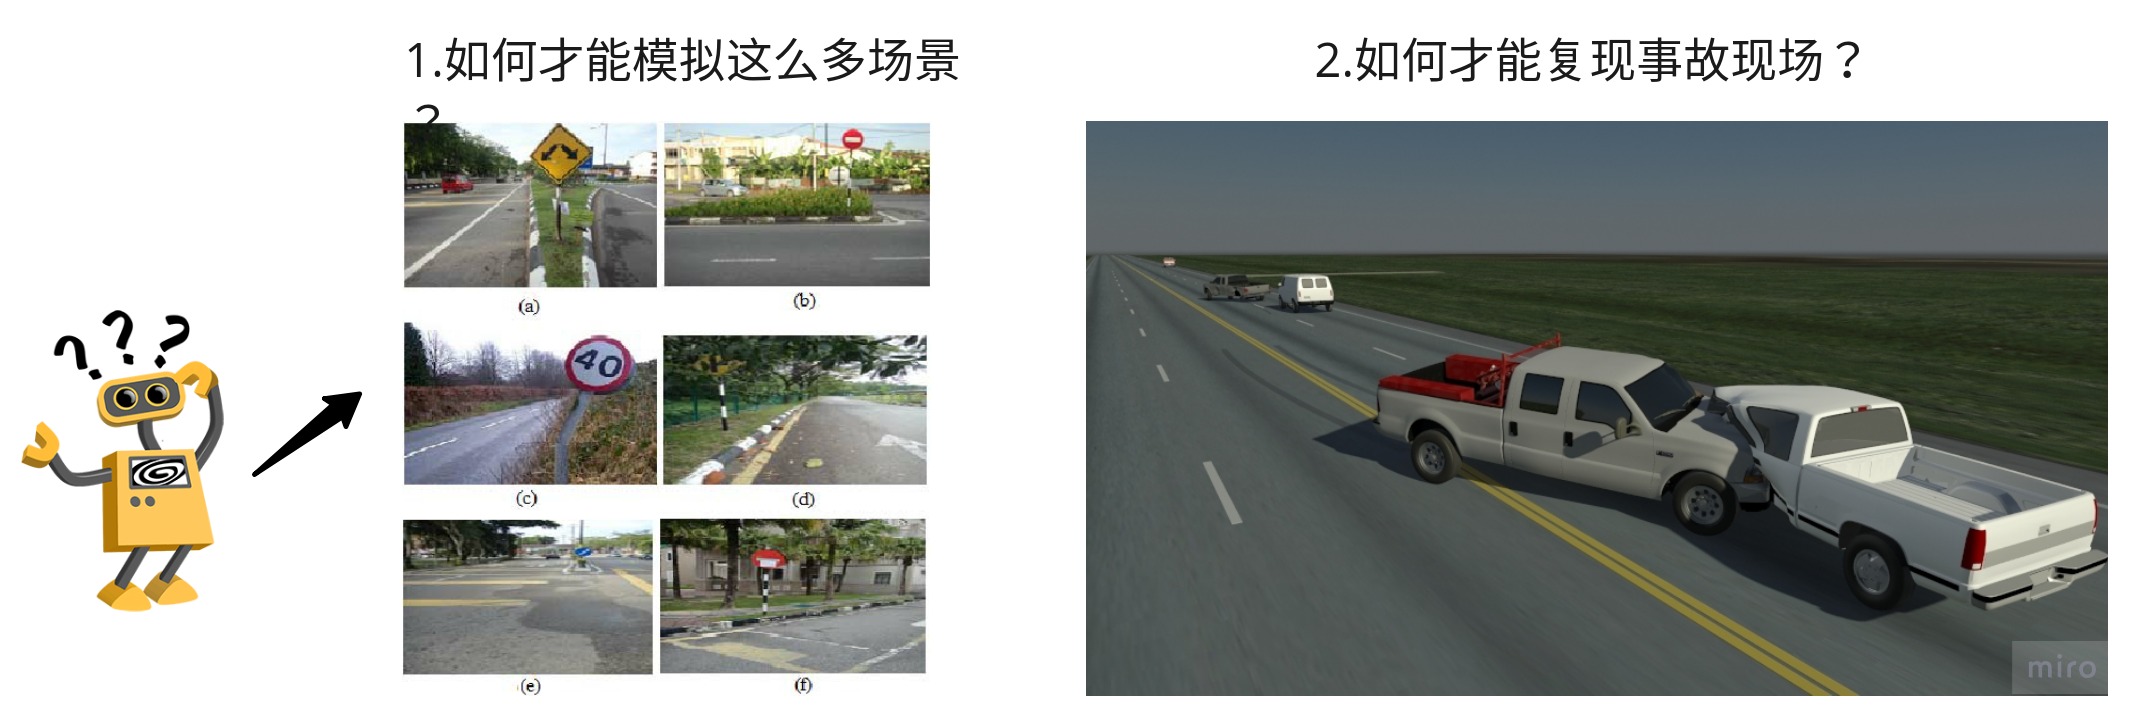 1.如何才能模拟这么多场景
？
2.如何才能复现事故现场？
? ? ?
(a)
(b)
40
(c)
(d)
(e)
(f)
miro